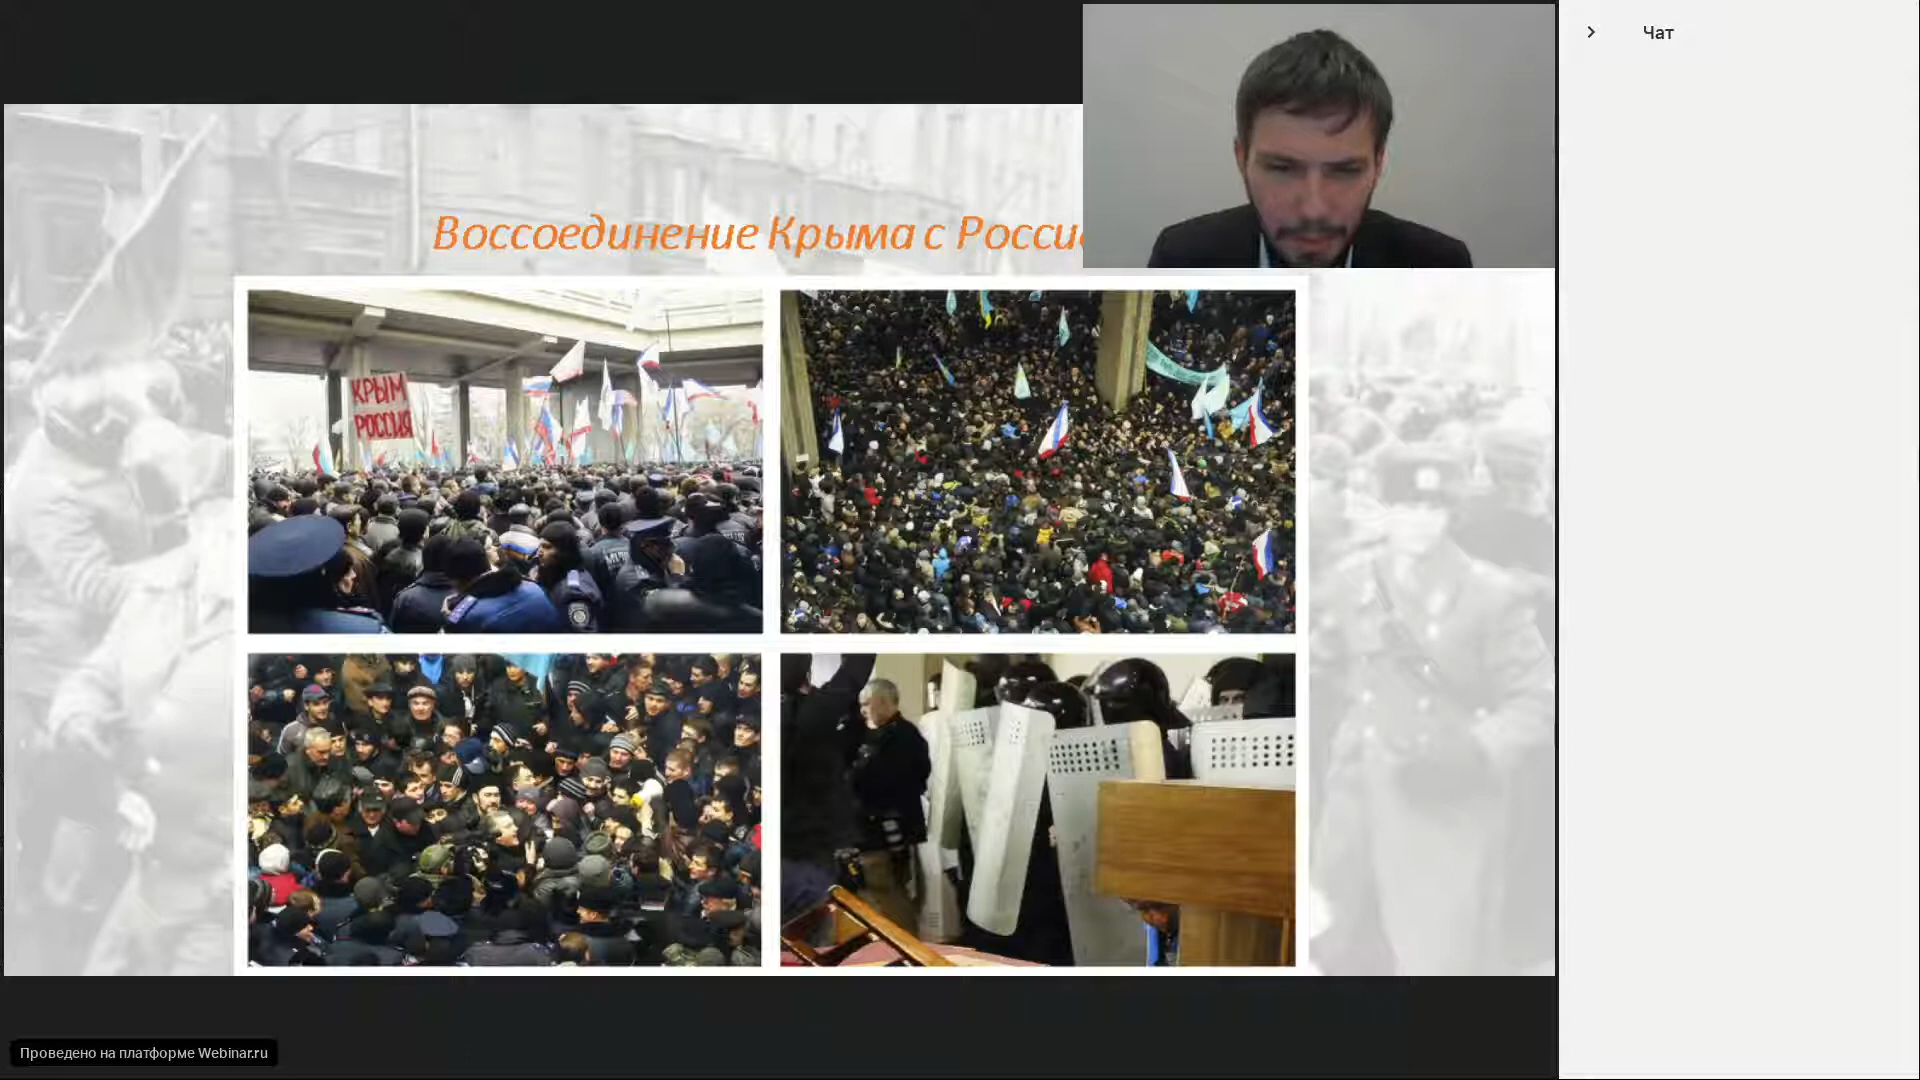 Чат
Воссоединение Крыма с Росси
КРЫМ
РОССИЯ
Проведено на платформе Webinar.ru